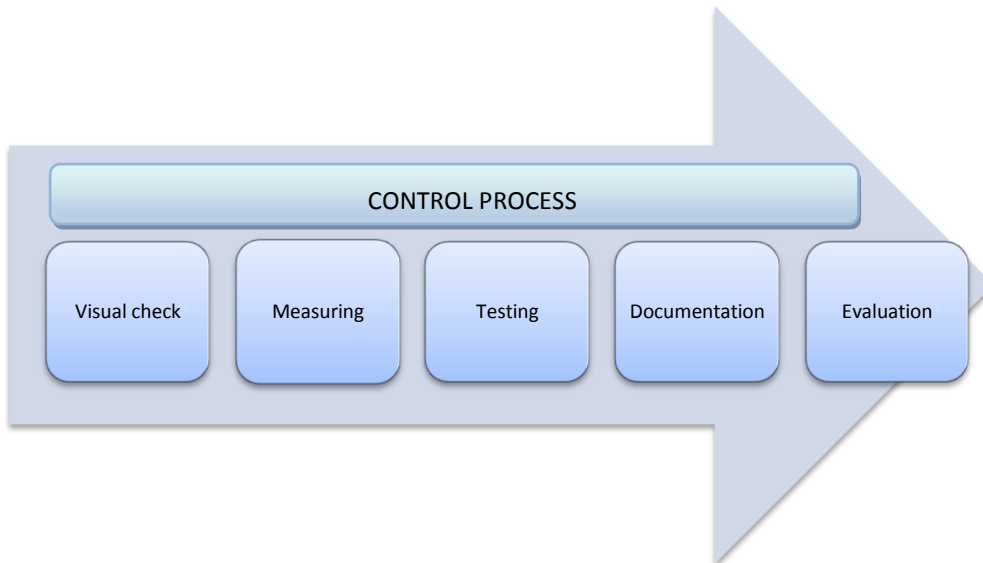 CONTROL PROCESS
Visual check
Measuring
Testing
Documentation
Evaluation